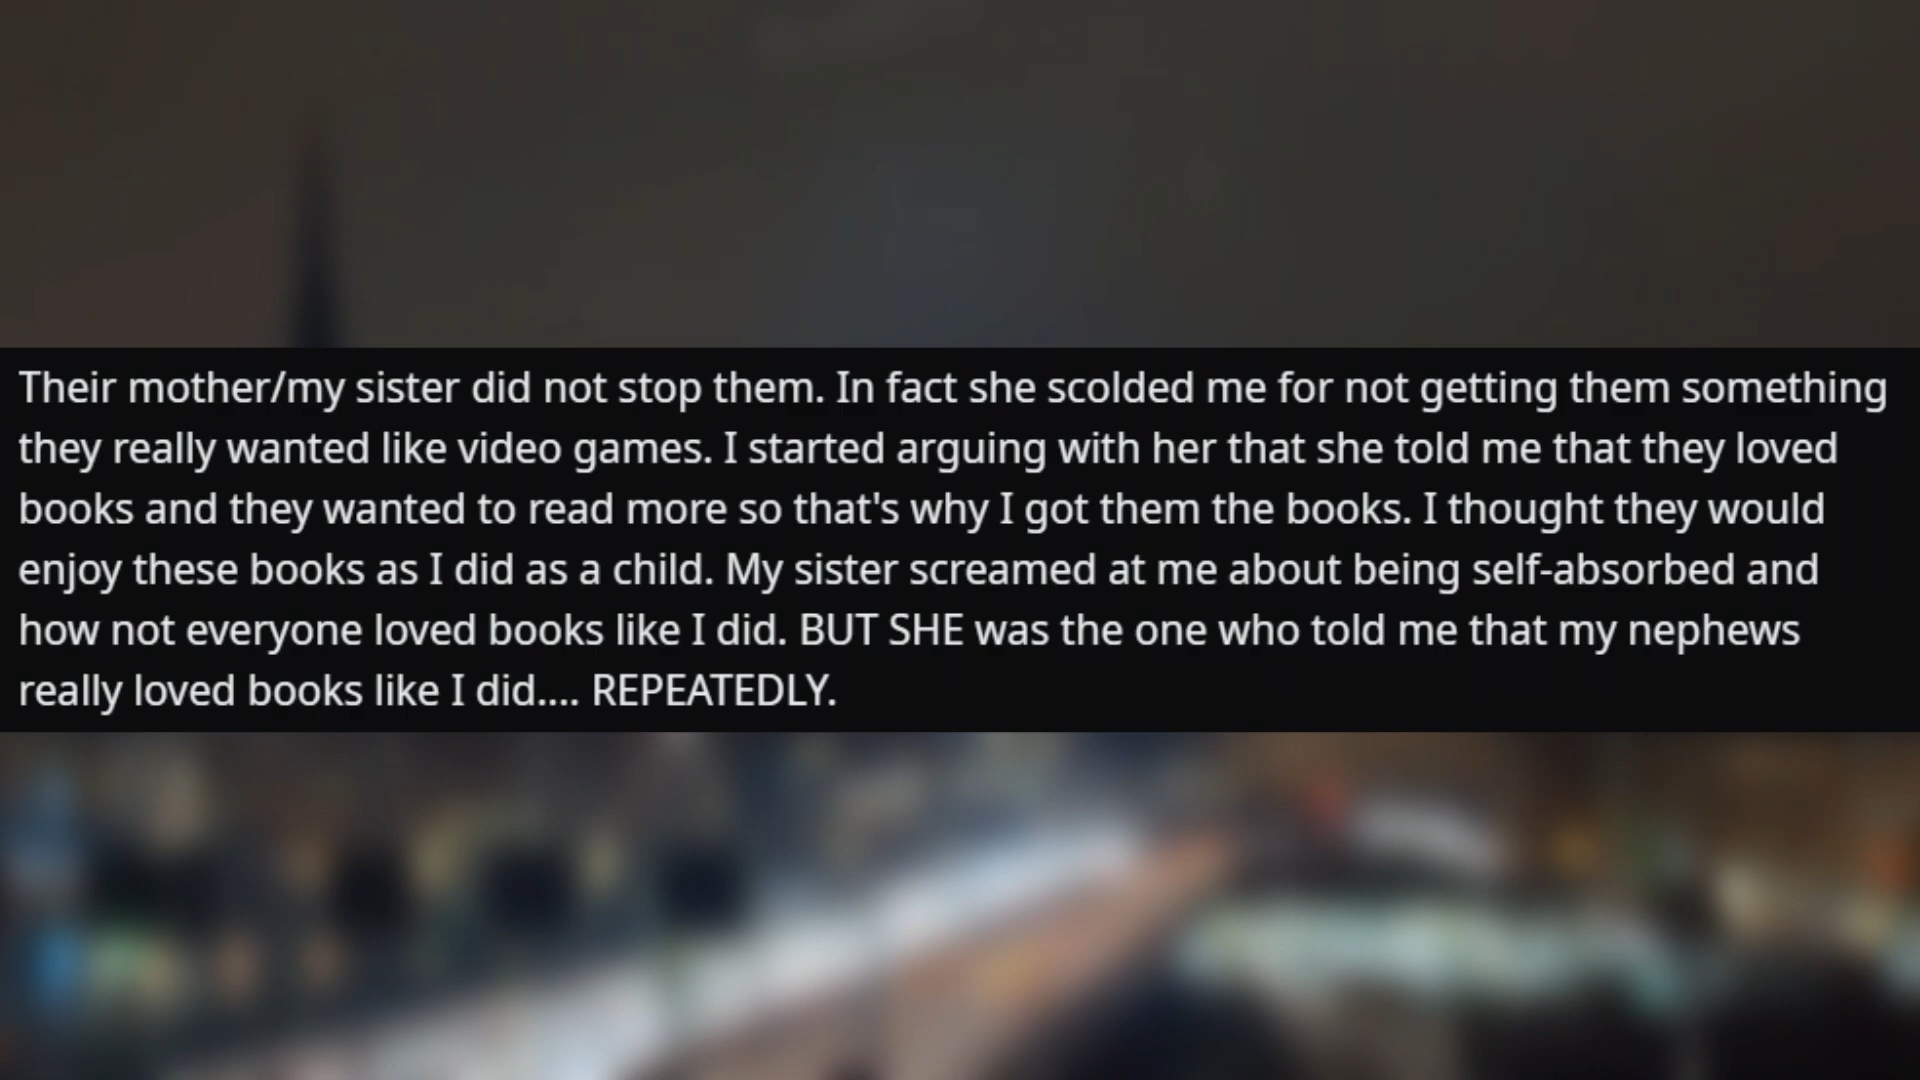 Their mother/my sister did not stop them. In fact she scolded me for not getting them something
they really wanted like video games. I started arguing with her that she told me that they loved
books and they wanted to read more so that's why I got them the books. I thought they would
enjoy these books as I did as a child. My sister screamed at me about being self-absorbed and
how not everyone loved books like I did. BUT SHE was the one who told me that my nephews
really loved books like I did.... REPEATEDLY.